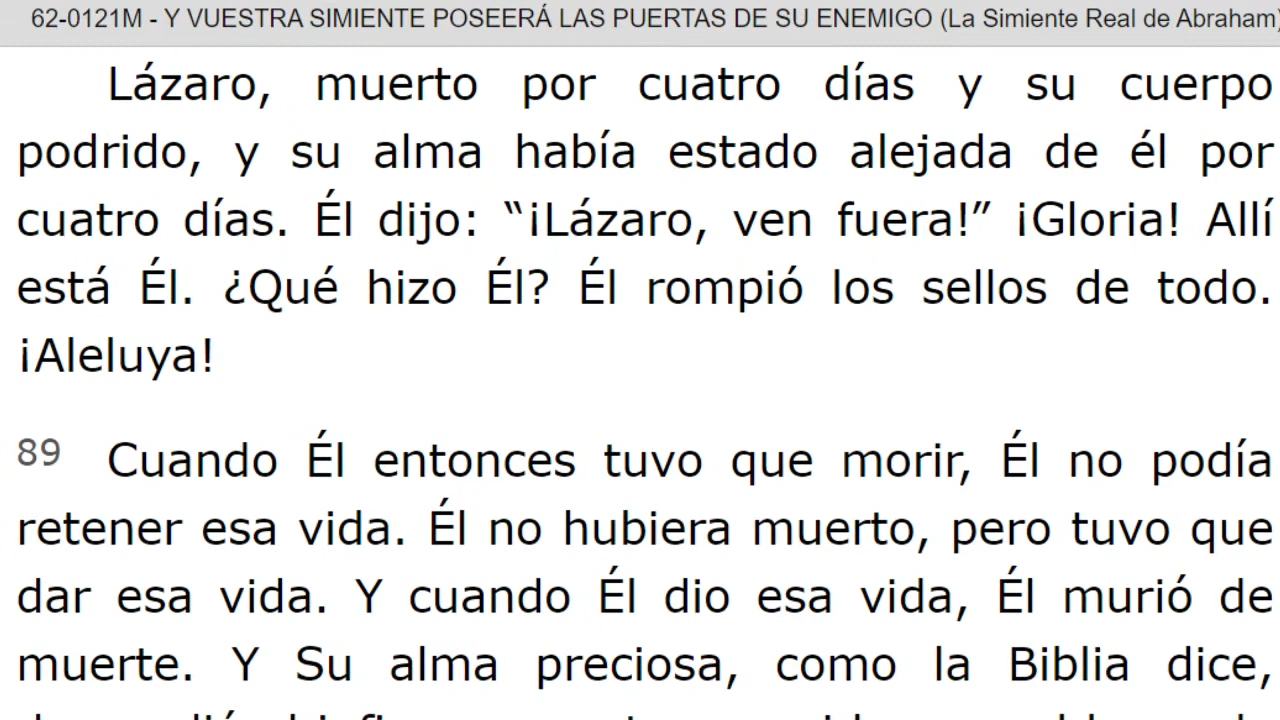 62-0121M - Y VUESTRA SIMIENTE POSEERÁ LAS PUERTAS DE SU ENEMIGO (La Simiente Real de Abraham)
Lázaro, muerto por cuatro días y su cuerpo
podrido, y su alma había estado alejada de él por
cuatro días. Él dijo: “¡Lázaro, ven fuera!” ¡Gloria! Allí
está Él. ¿Qué hizo Él? Él rompió los sellos de todo.
¡Aleluya!
89 Cuando Él entonces tuvo que morir, Él no podía
retener esa vida. Él no hubiera muerto, pero tuvo que
dar esa vida. Y cuando Él dio esa vida, Él murió de
muerte. Y Su alma preciosa, como la Biblia dice,